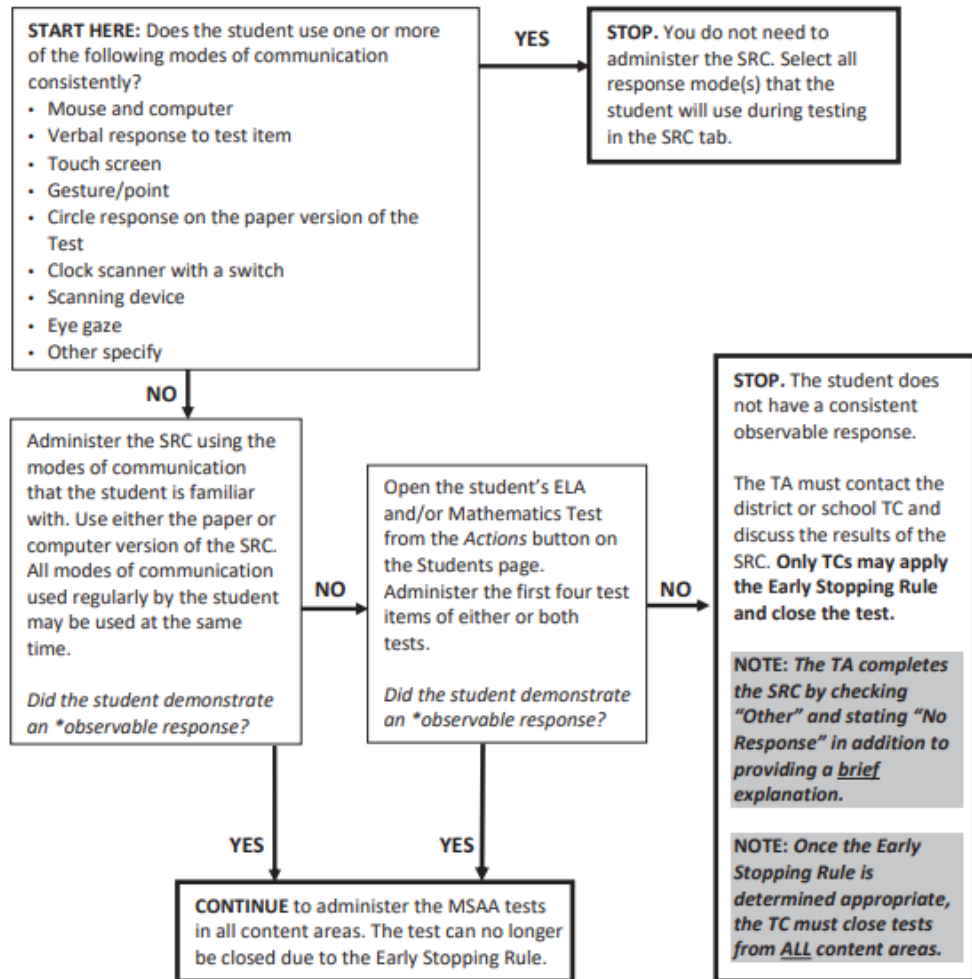 START HERE: Does the student use one or more
of the following modes of communication
consistently?
• Mouse and computer
• Verbal response to test item
• Touch screen
• Gesture/point
• Circle response on the paper version of the
Test
• Clock scanner with a switch
• Scanning device
• Eye gaze
• Other specify
YES
STOP. You do not need to
administer the SRC. Select all
response mode(s) that the
student will use during testing
in the SRC tab.
NO
Administer the SRC using the
modes of communication
that the student is familiar
with. Use either the paper or
computer version of the SRC.
All modes of communication
used regularly by the student
may be used at the same
time.
Did the student demonstrate
an *observable response?
NO
Open the student's ELA
and/or Mathematics Test
from the Actions button on
the Students page.
Administer the first four test
items of either or both
tests.
Did the student demonstrate
an *observable response?
NO
STOP. The student does
not have a consistent
observable response.
The TA must contact the
district or school TC and
discuss the results of the
SRC. Only TCs may apply
the Early Stopping Rule
and close the test.
NOTE: The TA completes
the SRC by checking
"Other" and stating "No
Response" in addition to
providing a brief
explanation.
NOTE: Once the Early
Stopping Rule is
determined appropriate,
the TC must close tests
from ALL content areas.
YES
YES
CONTINUE to administer the MSAA tests
in all content areas. The test can no longer
be closed due to the Early Stopping Rule.